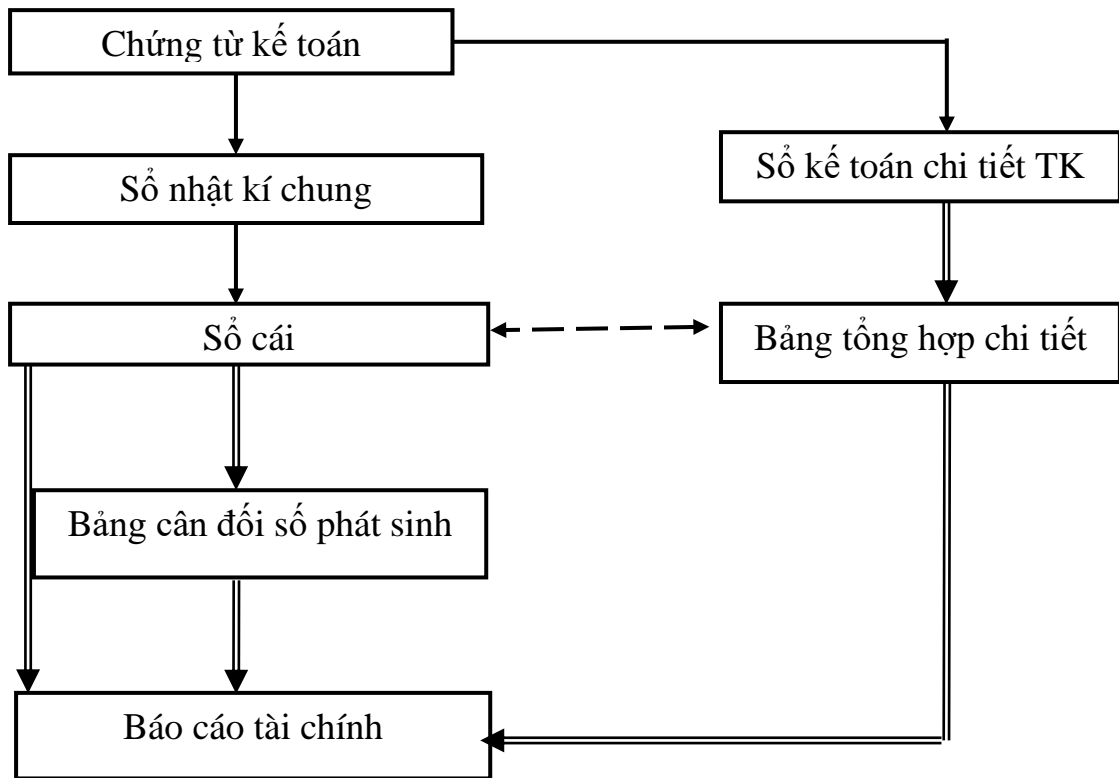 Chứng từ kế toán
Sổ kế toán chi tiết TK
Sổ nhật kí chung
Sổ cái
Bảng tổng hợp chi tiết
Bảng cân đối số phát sinh
Báo cáo tài chính